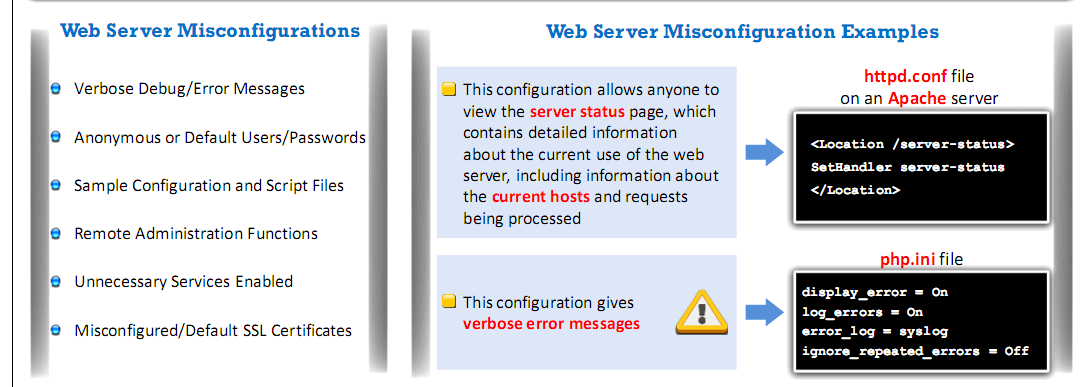 Web Server Misconfigurations
Verbose Debug/Error Messages
Anonymous or Default Users/Passwords
Sample Configuration and Script Files
Remote Administration Functions
Unnecessary Services Enabled
Misconfigured/Default SSL Certificates
Web Server Misconfiguration Examples
This configuration allows anyone to
view the server status page, which
contains detailed information
about the current use of the web
server, including information about
the current hosts and requests
being processed
httpd.conf file
on an Apache server
<Location /server-status>
SetHandler server-status
</Location>
This configuration gives
verbose error messages
php.ini file
display_error = On
log_errors = On
error_log = syslog
ignore_repeated_errors = Off